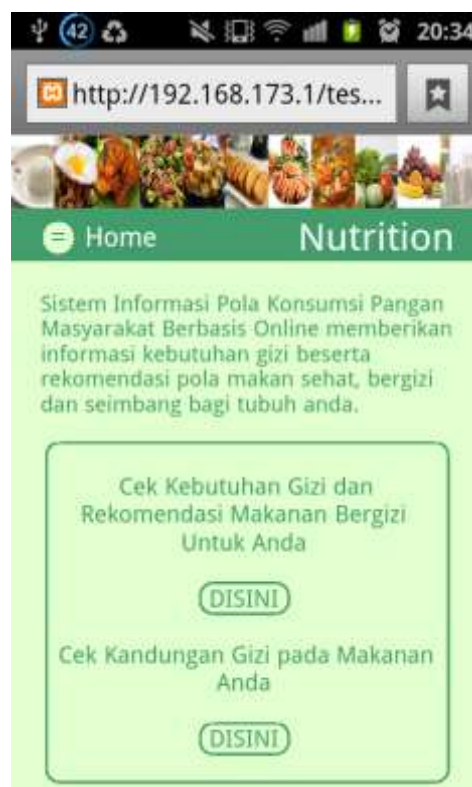 42 20:34
http://192.168.173.1/tes...
Home Nutrition
Sistem Informasi Pola Konsumsi Pangan
Masyarakat Berbasis Online memberikan
informasi kebutuhan gizi beserta
rekomendasi pola makan sehat, bergizi
dan seimbang bagi tubuh anda.
Cek Kebutuhan Gizi dan
Rekomendasi Makanan Bergizi
Untuk Anda
DISINI
Cek Kandungan Gizi pada Makanan
Anda
DISINI